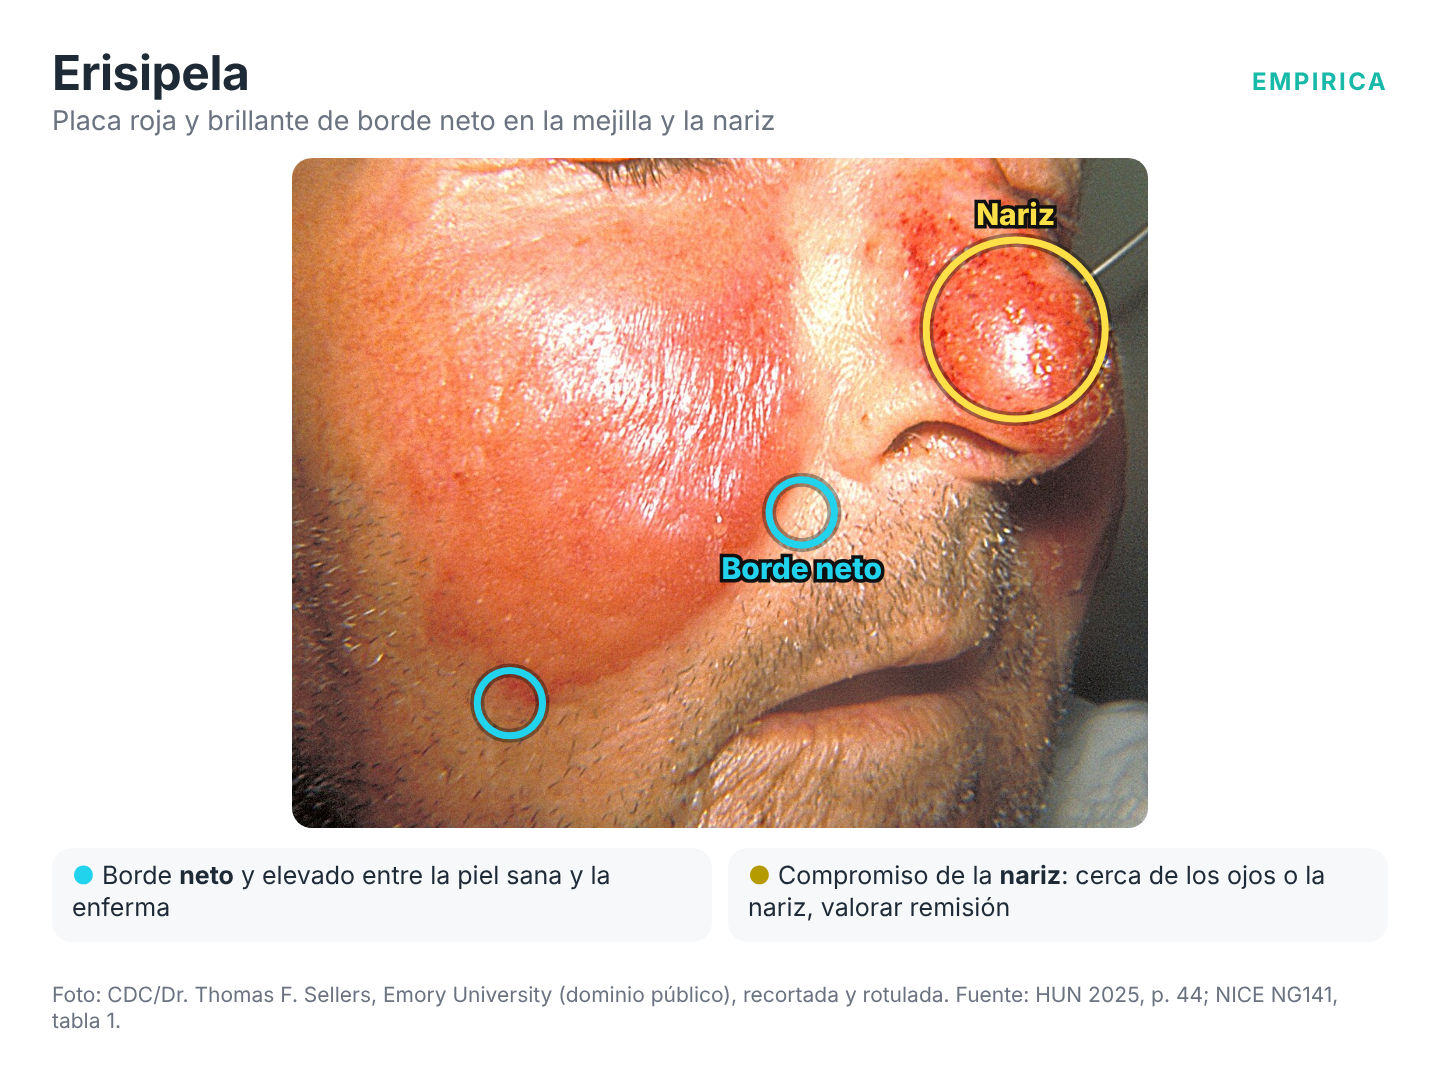 Erisipela
EMPIRICA
Placa roja y brillante de borde neto en la mejilla y la nariz
Nariz
Borde neto
Borde neto y elevado entre la piel sana y la
enferma
Compromiso de la nariz: cerca de los ojos o la
nariz, valorar remisión
Foto: CDC/Dr. Thomas F. Sellers, Emory University (dominio público), recortada y rotulada. Fuente: HUN 2025, p. 44; NICE NG141,
tabla 1.